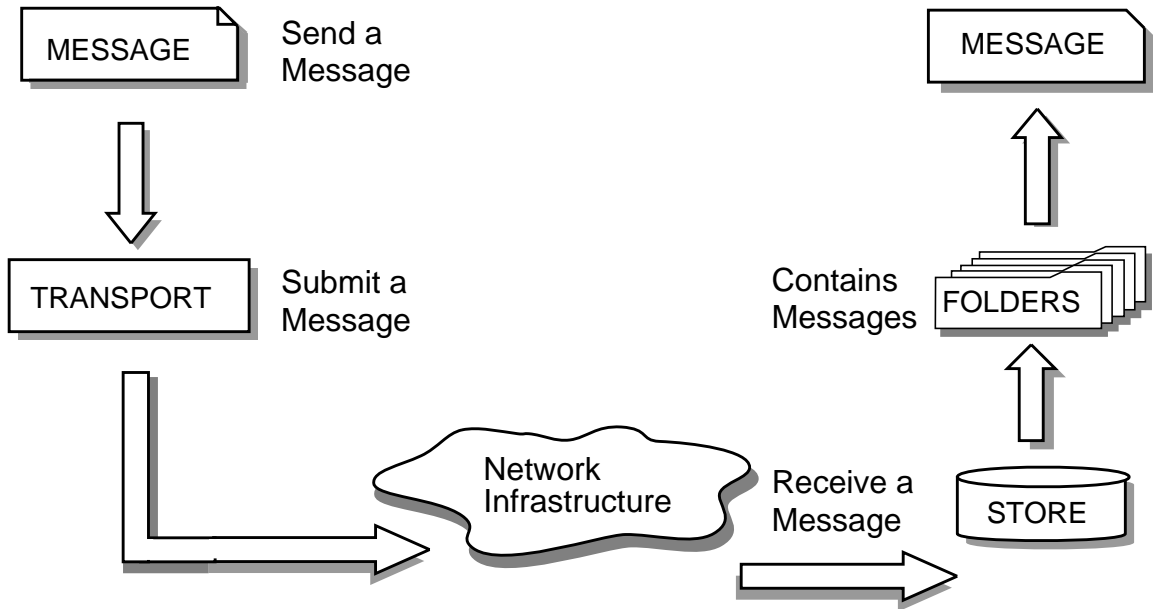 MESSAGE
Send a
Message
TRANSPORT
Submit a
Message
Network
Infrastructure
Receive a
Message
STORE
Contains
Messages
FOLDERS
MESSAGE